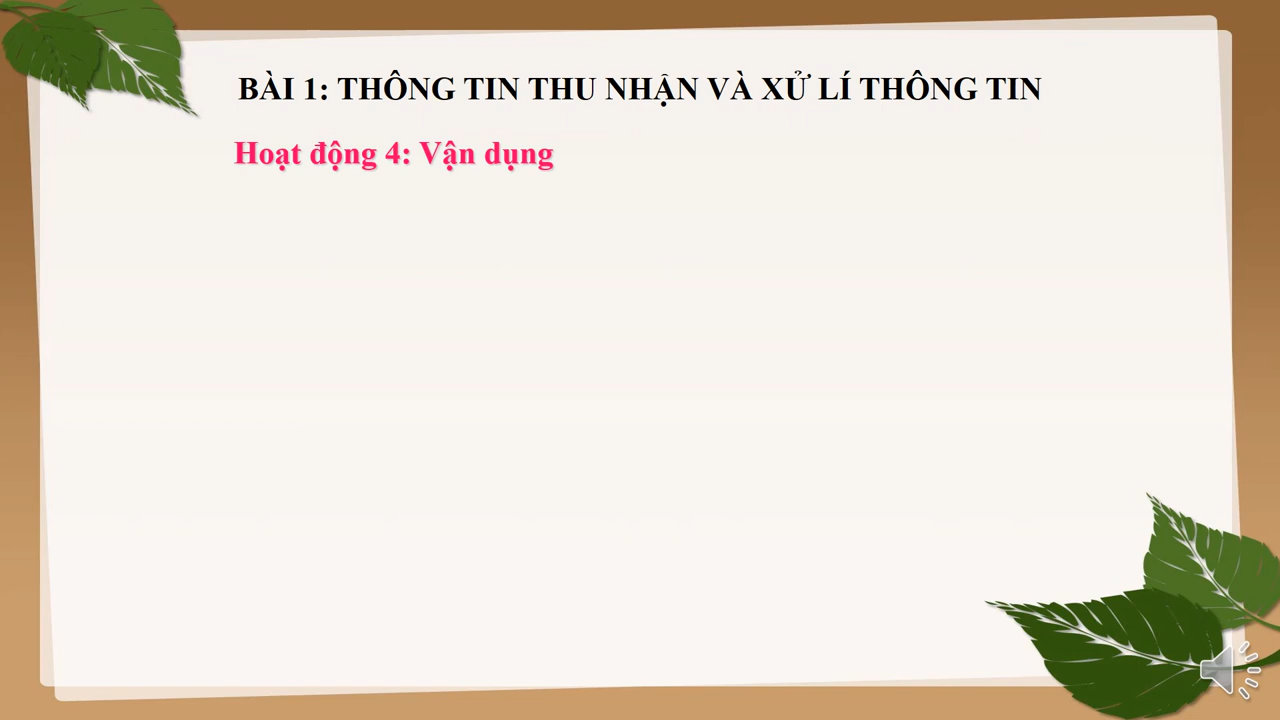 BÀI 1: THÔNG TIN THU NHẬN VÀ XỬ LÍ THÔNG TIN
Hoạt động 4: Vận dụng